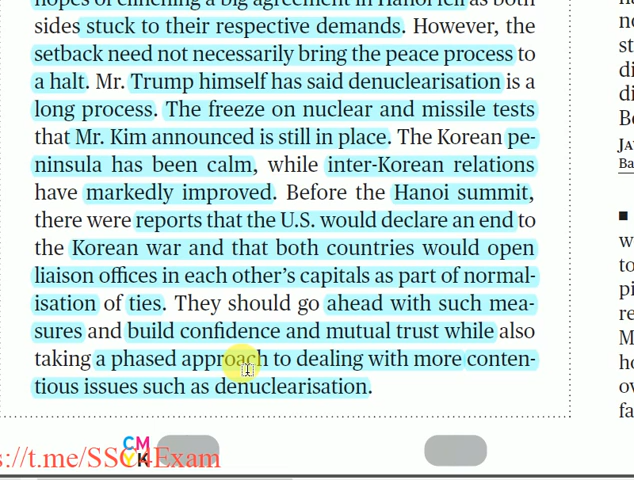 hopes of clinching a big agreement in Hanoi fell as both
sides stuck to their respective demands. However, the
setback need not necessarily bring the peace process to
a halt. Mr. Trump himself has said denuclearisation is a
long process. The freeze on nuclear and missile tests
that Mr. Kim announced is still in place. The Korean pe-
ninsula has been calm, while inter-Korean relations
have markedly improved. Before the Hanoi summit,
there were reports that the U.S. would declare an end to
the Korean war and that both countries would open
liaison offices in each other's capitals as part of normal-
isation of ties. They should go ahead with such mea-
sures and build confidence and mutual trust while also
taking a phased approach to dealing with more conten-
tious issues such as denuclearisation.
CM
YK
s://t.me/SSC4Exam